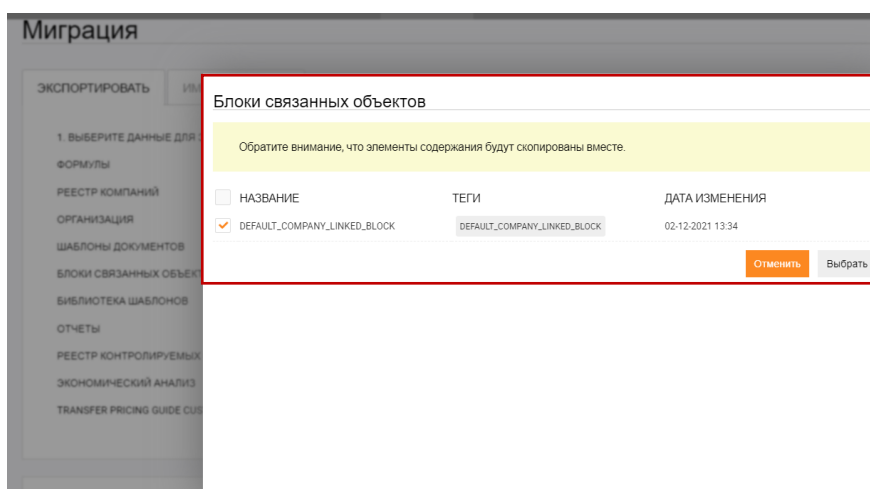 Миграция
ЭКСПОРТИРОВАТЬ
Блоки связанных объектов
1. ВЫБЕРИТЕ ДАННЫЕ ДЛЯ
Обратите внимание, что элементы содержания будут скопированы вместе.
ФОРМУЛЫ
РЕЕСТР КОМПАНИЙ
НАЗВАНИЕ ТЕГИ ДАТА ИЗМЕНЕНИЯ
ОРГАНИЗАЦИЯ
DEFAULT_COMPANY_LINKED_BLOCK DEFAULT_COMPANY_LINKED_BLOCK 02-12-2021 13:34
ШАБЛОНЫ ДОКУМЕНТОВ
Отменить Выбрать
БЛОКИ СВЯЗАННЫХ ОБЪЕКТ
БИБЛИОТЕКА ШАБЛОНОВ
ОТЧЕТЫ
РЕЕСТР КОНТРОЛИРУЕМЫХ
ЭКОНОМИЧЕСКИЙ АНАЛИЗ
TRANSFER PRICING GUIDE CUS